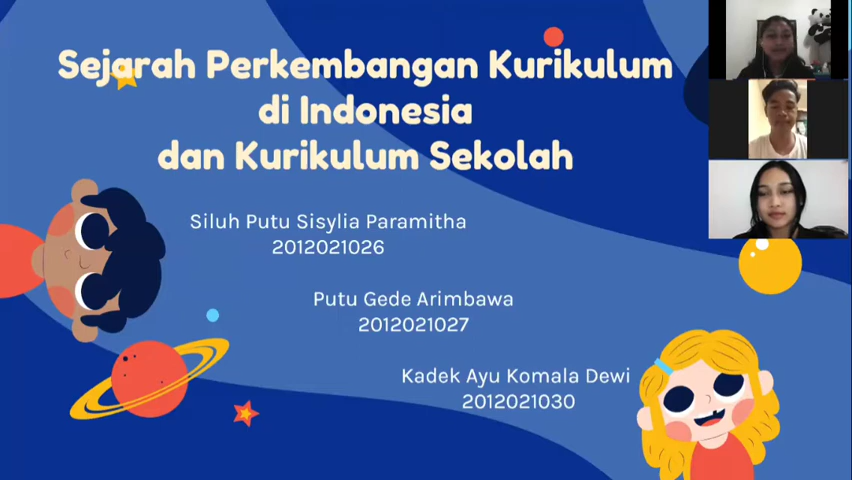 Sejarah Perkembangan Kurikulum
di Indonesia
dan Kurikulum Sekolah
Siluh Putu Sisylia Paramitha
2012021026
Putu Gede Arimbawa
2012021027
Kadek Ayu Komala Dewi
2012021030